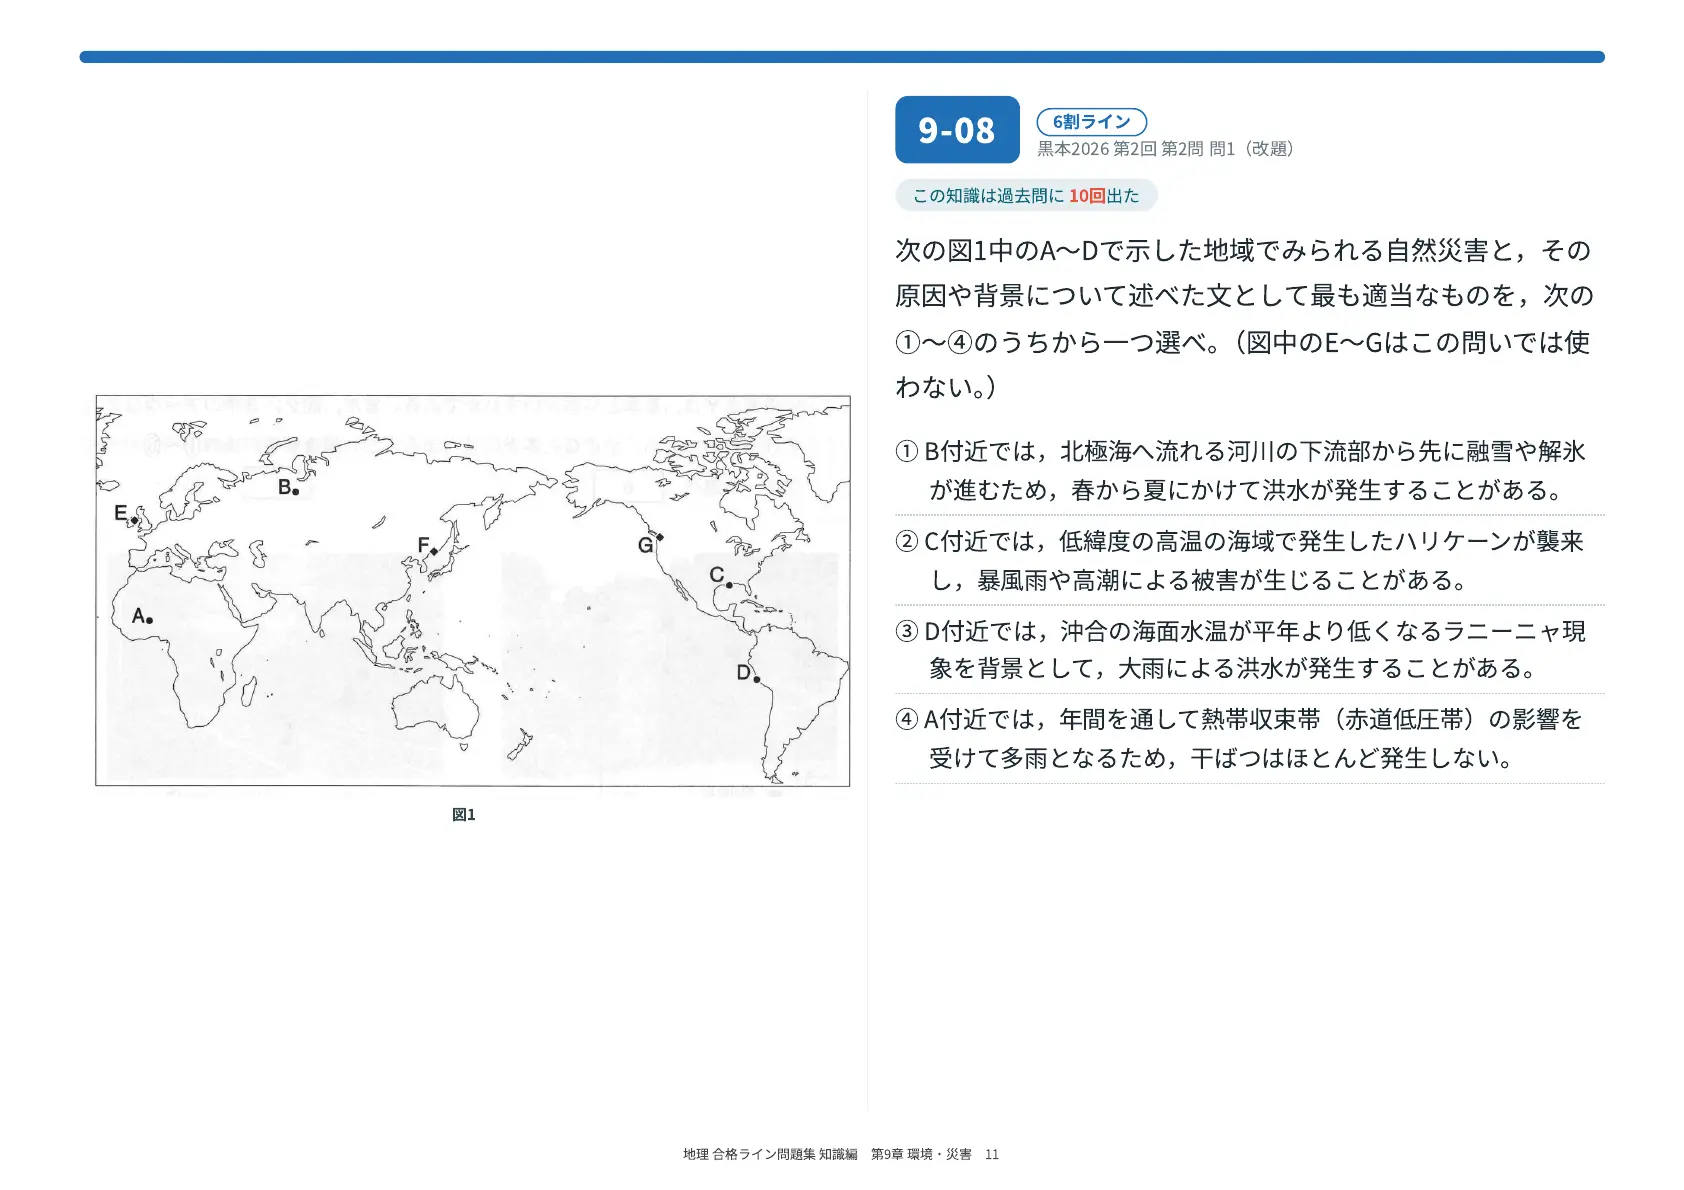 9-08
6割ライン
黒本2026 第2回 第2問 問1（改題）
この知識は過去問に 10回出た
次の図1中のA～Dで示した地域でみられる自然災害と，その
原因や背景について述べた文として最も適当なものを，次の
①～④のうちから一つ選べ。（図中のE～Gはこの問いでは使
わない。）
① B付近では，北極海へ流れる河川の下流部から先に融雪や解氷
が進むため，春から夏にかけて洪水が発生することがある。
② C付近では，低緯度の高温の海域で発生したハリケーンが襲来
し，暴風雨や高潮による被害が生じることがある。
③ D付近では，沖合の海面水温が平年より低くなるラニーニャ現
象を背景として，大雨による洪水が発生することがある。
④ A付近では，年間を通して熱帯収束帯（赤道低圧帯）の影響を
受けて多雨となるため，干ばつはほとんど発生しない。
B
E
F
G
C
A
D
図1
地理 合格ライン問題集 知識編　第9章 環境・災害　11